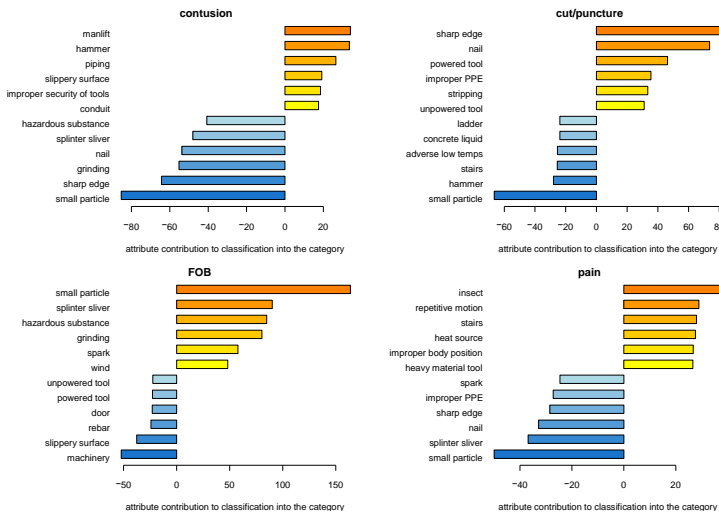 contusion
manlift
hammer
piping
slippery surface
improper security of tools
conduit
hazardous substance
splinter sliver
nail
grinding
sharp edge
small particle
−80 −60 −40 −20 0 20
attribute contribution to classification into the category
cut/puncture
sharp edge
nail
powered tool
improper PPE
stripping
unpowered tool
ladder
concrete liquid
adverse low temps
stairs
hammer
small particle
−60 −40 −20 0 20 40 60
attribute contribution to classification into the category
FOB
small particle
splinter sliver
hazardous substance
grinding
spark
wind
unpowered tool
powered tool
door
rebar
slippery surface
machinery
−50 0 50 100 150
attribute contribution to classification into the category
pain
insect
repetitive motion
stairs
heat source
improper body position
heavy material tool
spark
improper PPE
sharp edge
nail
splinter sliver
small particle
−40 −20 0 20
attribute contribution to classification into the category